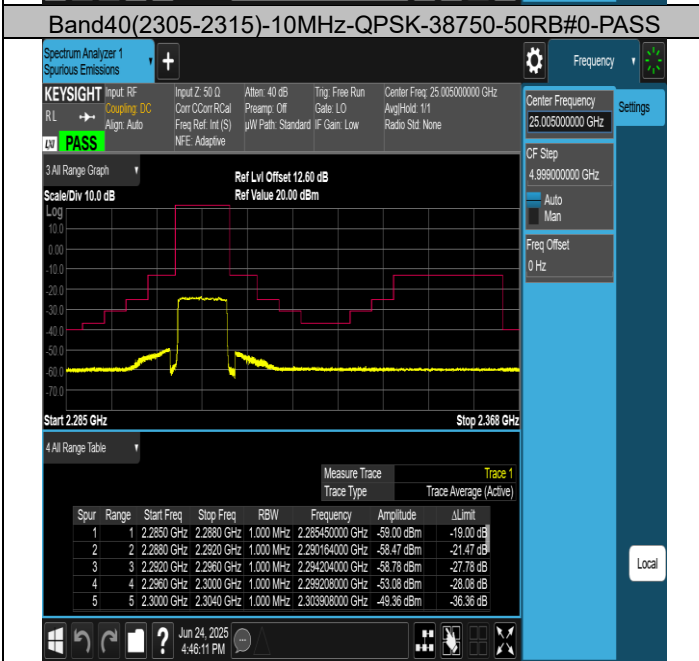 Band40(2305-2315)-10MHz-QPSK-38750-50RB#0-PASS
Spectrum Analyzer 1
Spurious Emissions
Frequency
KEYSIGHT
Input: RF
Coupling: DC
Align: Auto
Input Z: 50 Ω
Corr CCorr RCal
Freq Ref: Int (S)
NFE: Adaptive
Atten: 40 dB
Preamp: Off
µW Path: Standard
Trig: Free Run
Gate: LO
IF Gain: Low
Center Freq: 25.005000000 GHz
Avg|Hold: 1/1
Radio Std: None
RL
LXI PASS
Center Frequency
25.005000000 GHz
Settings
CF Step
4.999000000 GHz
Auto
Man
Freq Offset
0 Hz
3 All Range Graph
Ref Lvl Offset 12.60 dB
Scale/Div 10.0 dB
Ref Value 20.00 dBm
Log
10.0
0.00
-10.0
-20.0
-30.0
-40.0
-50.0
-60.0
-70.0
Start 2.285 GHz
Stop 2.368 GHz
4 All Range Table
Measure Trace Trace 1
Trace Type Trace Average (Active)
Spur Range Start Freq Stop Freq RBW Frequency Amplitude ΔLimit
1 1 2.2850 GHz 2.2880 GHz 1.000 MHz 2.285450000 GHz -59.00 dBm -19.00 dB
2 2 2.2880 GHz 2.2920 GHz 1.000 MHz 2.290164000 GHz -58.47 dBm -21.47 dB
3 3 2.2920 GHz 2.2960 GHz 1.000 MHz 2.294204000 GHz -58.78 dBm -27.78 dB
4 4 2.2960 GHz 2.3000 GHz 1.000 MHz 2.299208000 GHz -53.08 dBm -28.08 dB
5 5 2.3000 GHz 2.3040 GHz 1.000 MHz 2.303908000 GHz -49.36 dBm -36.36 dB
Local
Jun 24, 2025
4:46:11 PM